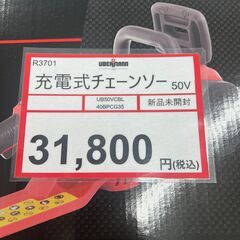 R3701
UBERMANN
充電式チェーンソー 50V
UB50VCBL
40BPCG35
新品未開封
31,800円(税込)